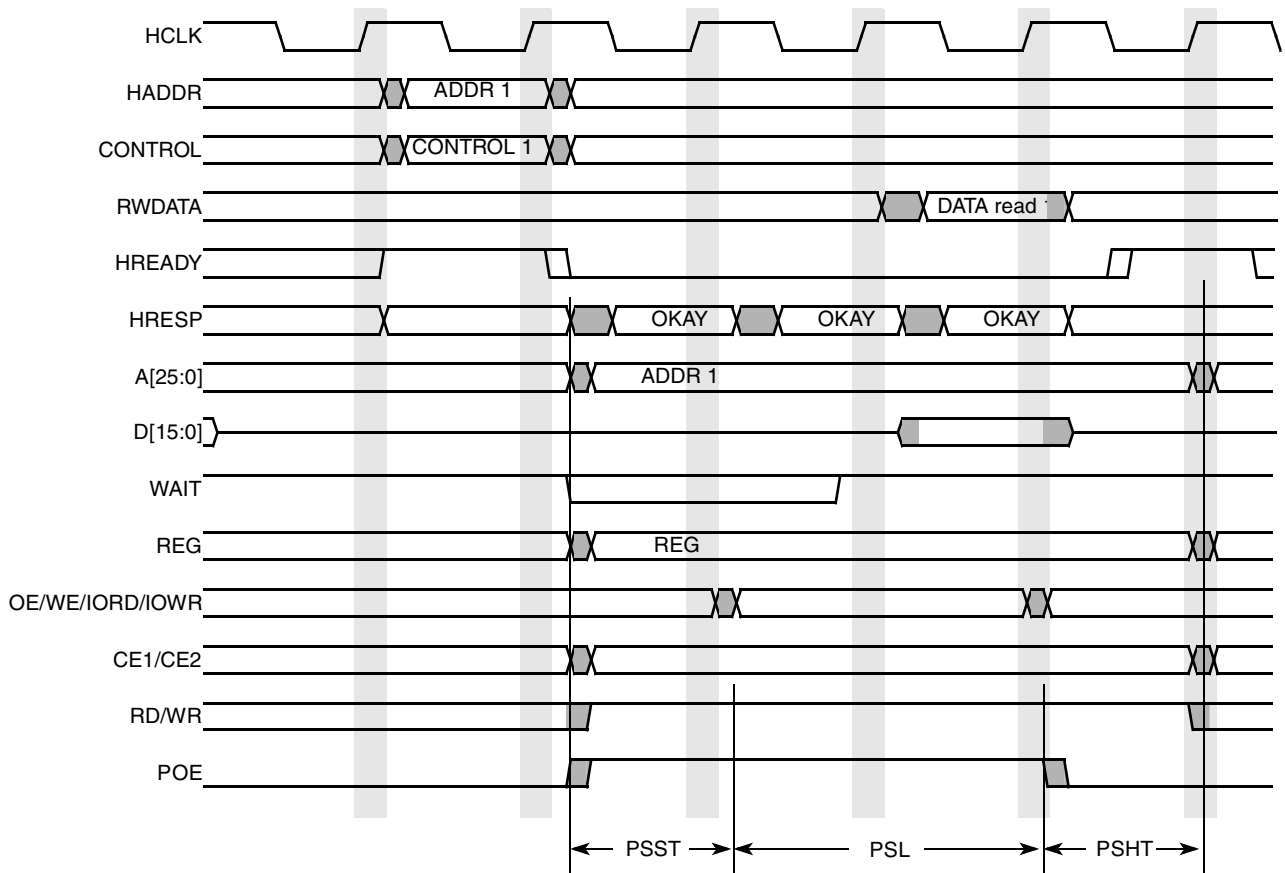 HCLK
HADDR ADDR 1
CONTROL CONTROL 1
RWDATA DATA read 1
HREADY
HRESP OKAY OKAY OKAY
A[25:0] ADDR 1
D[15:0]
WAIT
REG REG
OE/WE/IORD/IOWR
CE1/CE2
RD/WR
POE
PSST PSL PSHT